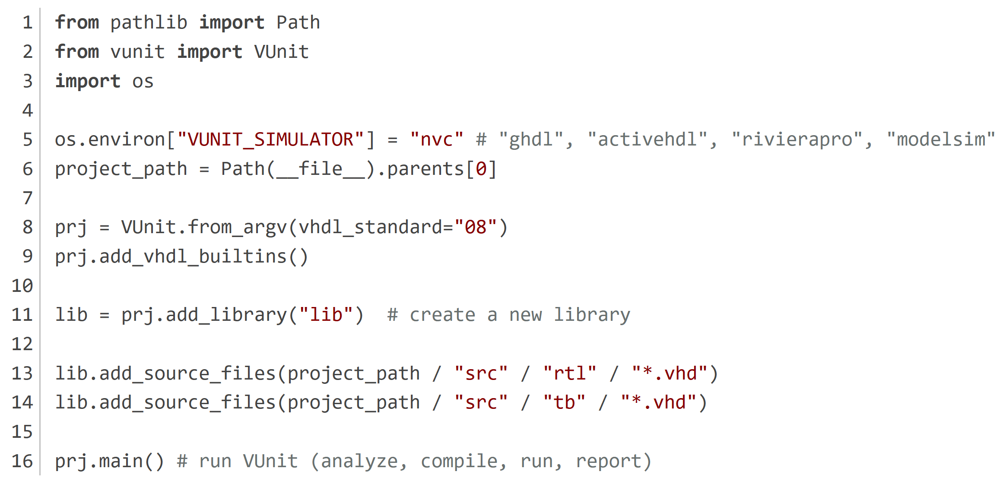 1 from pathlib import Path
2 from vunit import VUnit
3 import os
4
5 os.environ["VUNIT_SIMULATOR"] = "nvc" # "ghdl", "activehdl", "rivierapro", "modelsim"
6 project_path = Path(__file__).parents[0]
7
8 prj = VUnit.from_argv(vhdl_standard="08")
9 prj.add_vhdl_builtins()
10
11 lib = prj.add_library("lib")  # create a new library
12
13 lib.add_source_files(project_path / "src" / "rtl" / "*.vhd")
14 lib.add_source_files(project_path / "src" / "tb" / "*.vhd")
15
16 prj.main() # run VUnit (analyze, compile, run, report)